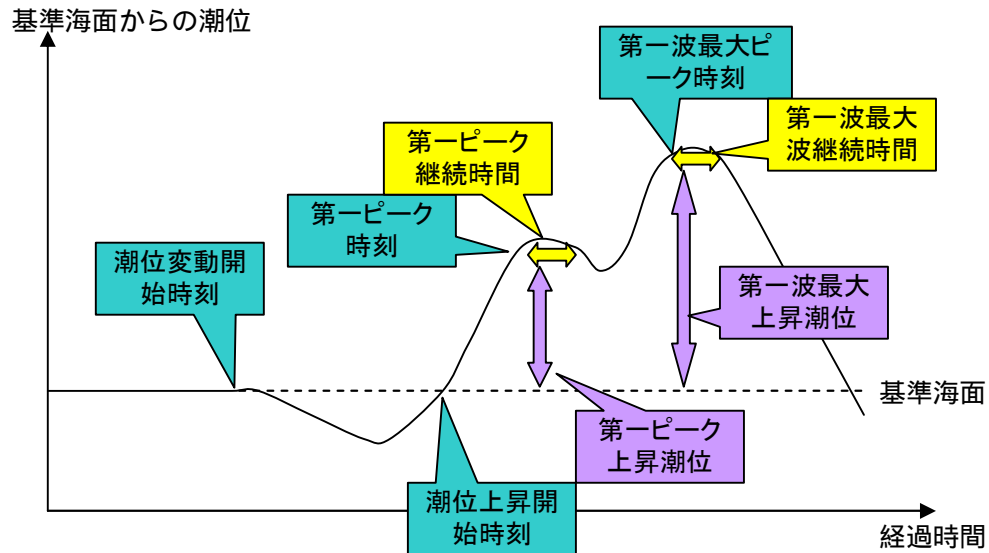 基準海面からの潮位
第一波最大ピ
ーク時刻
第一波最大
波継続時間
第一ピーク
継続時間
第一ピーク
時刻
潮位変動開
始時刻
第一波最大
上昇潮位
基準海面
第一ピーク
上昇潮位
潮位上昇開
始時刻
経過時間